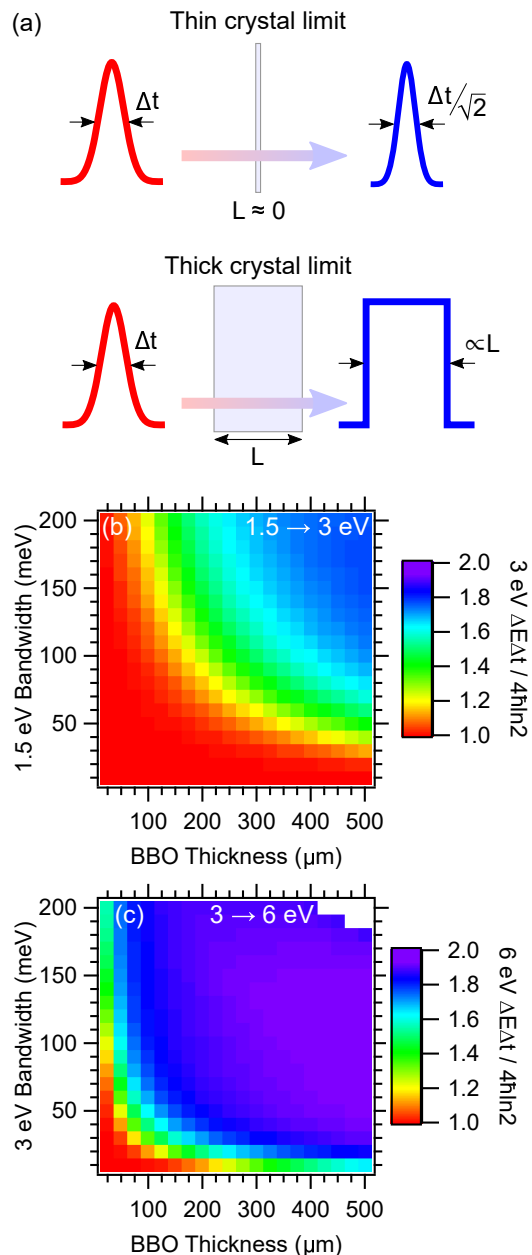 (a)
Thin crystal limit
Δt
Δt/√2
L ≈ 0
Thick crystal limit
Δt
∝L
L
(b)
1.5 → 3 eV
200
150
100
50
1.5 eV Bandwidth (meV)
100 200 300 400 500
BBO Thickness (μm)
2.0
1.8
1.6
1.4
1.2
1.0
3 eV ΔEΔt / 4ħln2
(c)
3 → 6 eV
200
150
100
50
3 eV Bandwidth (meV)
100 200 300 400 500
BBO Thickness (μm)
2.0
1.8
1.6
1.4
1.2
1.0
6 eV ΔEΔt / 4ħln2